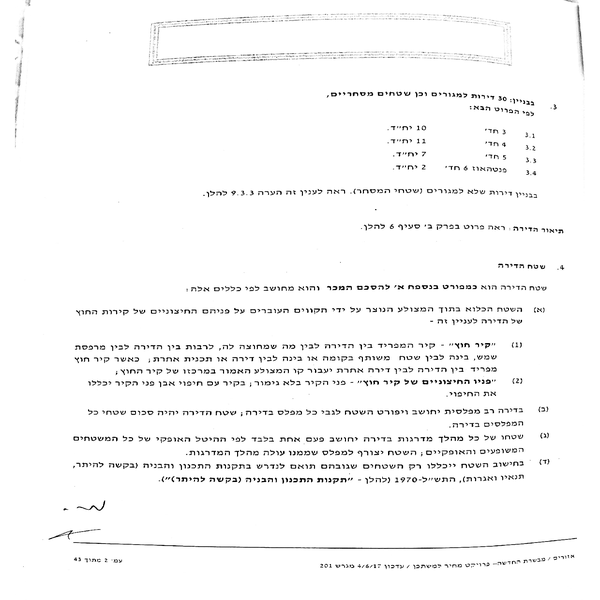 3. בבניין: 30 דירות למגורים וכן שטחים מסחריים,
לפי הפרוט הבא:
3.1 3 חד' 10 יח"ד.
3.2 4 חד' 11 יח"ד.
3.3 5 חד' 7 יח"ד.
3.4 פנטהאוז 6 חד' 2 יח"ד.
בבניין דירות שלא למגורים (שטחי המסחר). ראה לענין זה הערה 9.3.3 להלן.
תיאור הדירה: ראה פרוט בפרק ב' סעיף 6 להלן.
4. שטח הדירה
שטח הדירה הוא כמפורט בנספח א' להסכם המכר והוא מחושב לפי כללים אלה:
(א) השטח הכלוא בתוך המצולע הנוצר על ידי הקווים העוברים על פניהם החיצוניים של קירות החוץ
של הדירה לעניין זה -
(1) "קיר חוץ" - קיר המפריד בין הדירה לבין מה שמחוצה לה, לרבות בין הדירה לבין מרפסת
שמש, בינה לבין שטח משותף בקומה או בינה לבין דירה או תכנית אחרת; כאשר קיר חוץ
מפריד בין הדירה לבין דירה אחרת יעבור קו המצולע האמור במרכזו של קיר החוץ;
(2) "פניו החיצוניים של קיר חוץ" - פני הקיר בלא גימור; בקיר עם חיפוי אבן פני הקיר יכללו
את החיפוי.
(ב) בדירה רב מפלסית יחושב ויפורט השטח לגבי כל מפלס בדירה; שטח הדירה יהיה סכום שטחי כל
המפלסים בדירה.
(ג) שטחו של כל מהלך מדרגות בדירה יחושב פעם אחת בלבד לפי ההיטל האופקי של כל המשטחים
המשופעים והאופקיים; השטח יצורף למפלס שממנו עולה מהלך המדרגות.
(ד) בחישוב השטח ייכללו רק השטחים שגובהם תואם לנדרש בתקנות התכנון והבניה (בקשה להיתר,
תנאיו ואגרות), התש"ל-1970 (להלן - "תקנות התכנון והבניה (בקשה להיתר)").
אזורים / מבשרת החדשה- פרויקט מחיר למשתכן / עדכון 4/6/17 מגרש 201
עמ' 2 מתוך 43